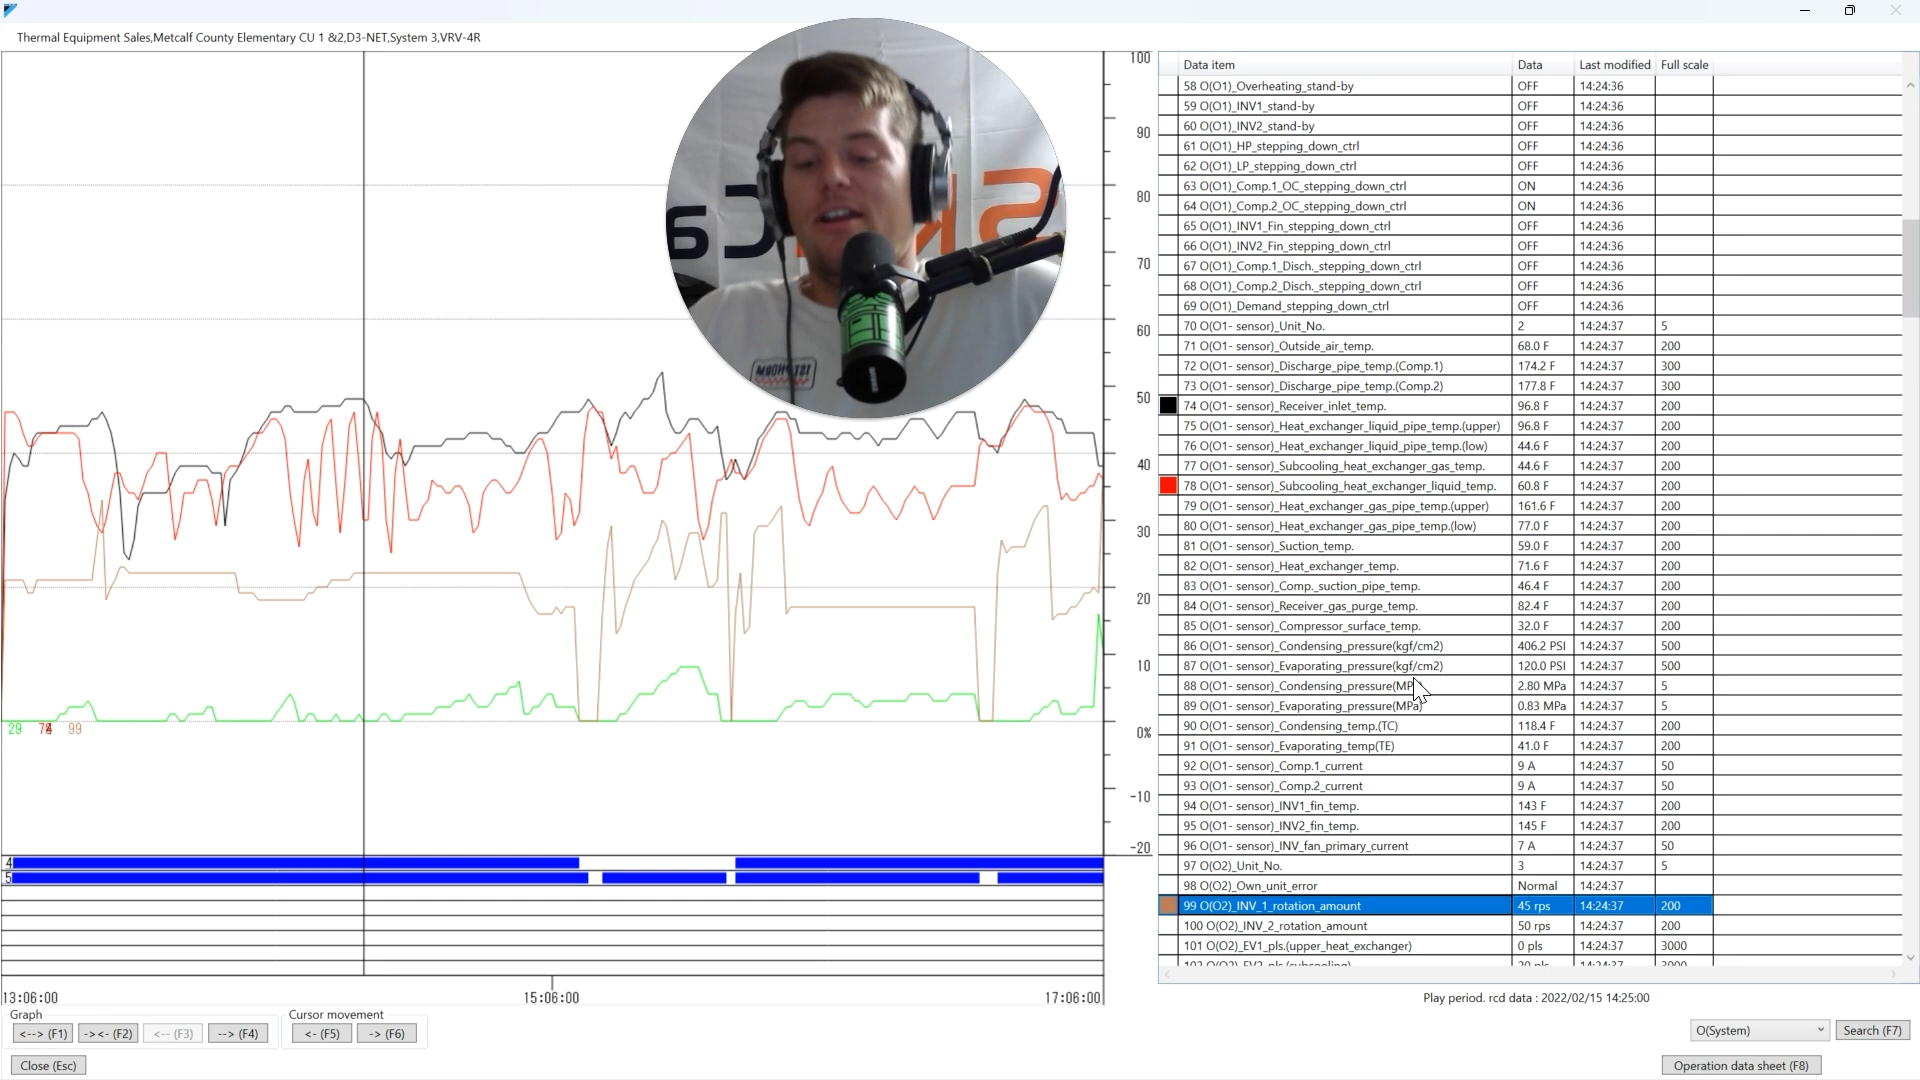 Thermal Equipment Sales,Metcalf County Elementary CU 1 &2,D3-NET,System 3,VRV-4R
100
90
80
70
60
50
40
30
20
10
0%
-10
-20
29 99
4
5
13:06:00 15:06:00 17:06:00
Graph
<--> (F1) -><- (F2) <-- (F3) --> (F4)
Cursor movement
<- (F5) -> (F6)
Close (Esc)
Data item Data Last modified Full scale
58 O(O1)_Overheating_stand-by OFF 14:24:36
59 O(O1)_INV1_stand-by OFF 14:24:36
60 O(O1)_INV2_stand-by OFF 14:24:36
61 O(O1)_HP_stepping_down_ctrl OFF 14:24:36
62 O(O1)_LP_stepping_down_ctrl OFF 14:24:36
63 O(O1)_Comp.1_OC_stepping_down_ctrl ON 14:24:36
64 O(O1)_Comp.2_OC_stepping_down_ctrl ON 14:24:36
65 O(O1)_INV1_Fin_stepping_down_ctrl OFF 14:24:36
66 O(O1)_INV2_Fin_stepping_down_ctrl OFF 14:24:36
67 O(O1)_Comp.1_Disch._stepping_down_ctrl OFF 14:24:36
68 O(O1)_Comp.2_Disch._stepping_down_ctrl OFF 14:24:36
69 O(O1)_Demand_stepping_down_ctrl OFF 14:24:36
70 O(O1- sensor)_Unit_No. 2 14:24:37 5
71 O(O1- sensor)_Outside_air_temp. 68.0 F 14:24:37 200
72 O(O1- sensor)_Discharge_pipe_temp.(Comp.1) 174.2 F 14:24:37 300
73 O(O1- sensor)_Discharge_pipe_temp.(Comp.2) 177.8 F 14:24:37 300
74 O(O1- sensor)_Receiver_inlet_temp. 96.8 F 14:24:37 200
75 O(O1- sensor)_Heat_exchanger_liquid_pipe_temp.(upper) 96.8 F 14:24:37 200
76 O(O1- sensor)_Heat_exchanger_liquid_pipe_temp.(low) 44.6 F 14:24:37 200
77 O(O1- sensor)_Subcooling_heat_exchanger_gas_temp. 44.6 F 14:24:37 200
78 O(O1- sensor)_Subcooling_heat_exchanger_liquid_temp. 60.8 F 14:24:37 200
79 O(O1- sensor)_Heat_exchanger_gas_pipe_temp.(upper) 161.6 F 14:24:37 200
80 O(O1- sensor)_Heat_exchanger_gas_pipe_temp.(low) 77.0 F 14:24:37 200
81 O(O1- sensor)_Suction_temp. 59.0 F 14:24:37 200
82 O(O1- sensor)_Heat_exchanger_temp. 71.6 F 14:24:37 200
83 O(O1- sensor)_Comp._suction_pipe_temp. 46.4 F 14:24:37 200
84 O(O1- sensor)_Receiver_gas_purge_temp. 82.4 F 14:24:37 200
85 O(O1- sensor)_Compressor_surface_temp. 32.0 F 14:24:37 200
86 O(O1- sensor)_Condensing_pressure(kgf/cm2) 406.2 PSI 14:24:37 500
87 O(O1- sensor)_Evaporating_pressure(kgf/cm2) 120.0 PSI 14:24:37 500
88 O(O1- sensor)_Condensing_pressure(MP 2.80 MPa 14:24:37 5
89 O(O1- sensor)_Evaporating_pressure(MPa) 0.83 MPa 14:24:37 5
90 O(O1- sensor)_Condensing_temp.(TC) 118.4 F 14:24:37 200
91 O(O1- sensor)_Evaporating_temp(TE) 41.0 F 14:24:37 200
92 O(O1- sensor)_Comp.1_current 9 A 14:24:37 50
93 O(O1- sensor)_Comp.2_current 9 A 14:24:37 50
94 O(O1- sensor)_INV1_fin_temp. 143 F 14:24:37 200
95 O(O1- sensor)_INV2_fin_temp. 145 F 14:24:37 200
96 O(O1- sensor)_INV_fan_primary_current 7 A 14:24:37 50
97 O(O2)_Unit_No. 3 14:24:37 5
98 O(O2)_Own_unit_error Normal 14:24:37
99 O(O2)_INV_1_rotation_amount 45 rps 14:24:37 200
100 O(O2)_INV_2_rotation_amount 50 rps 14:24:37 200
101 O(O2)_EV1_pls.(upper_heat_exchanger) 0 pls 14:24:37 3000
102 O(O2)_EV2_pls.(subcooling) 20 pls 14:24:37 3000
Play period. rcd data : 2022/02/15 14:25:00
O(System) Search (F7)
Operation data sheet (F8)